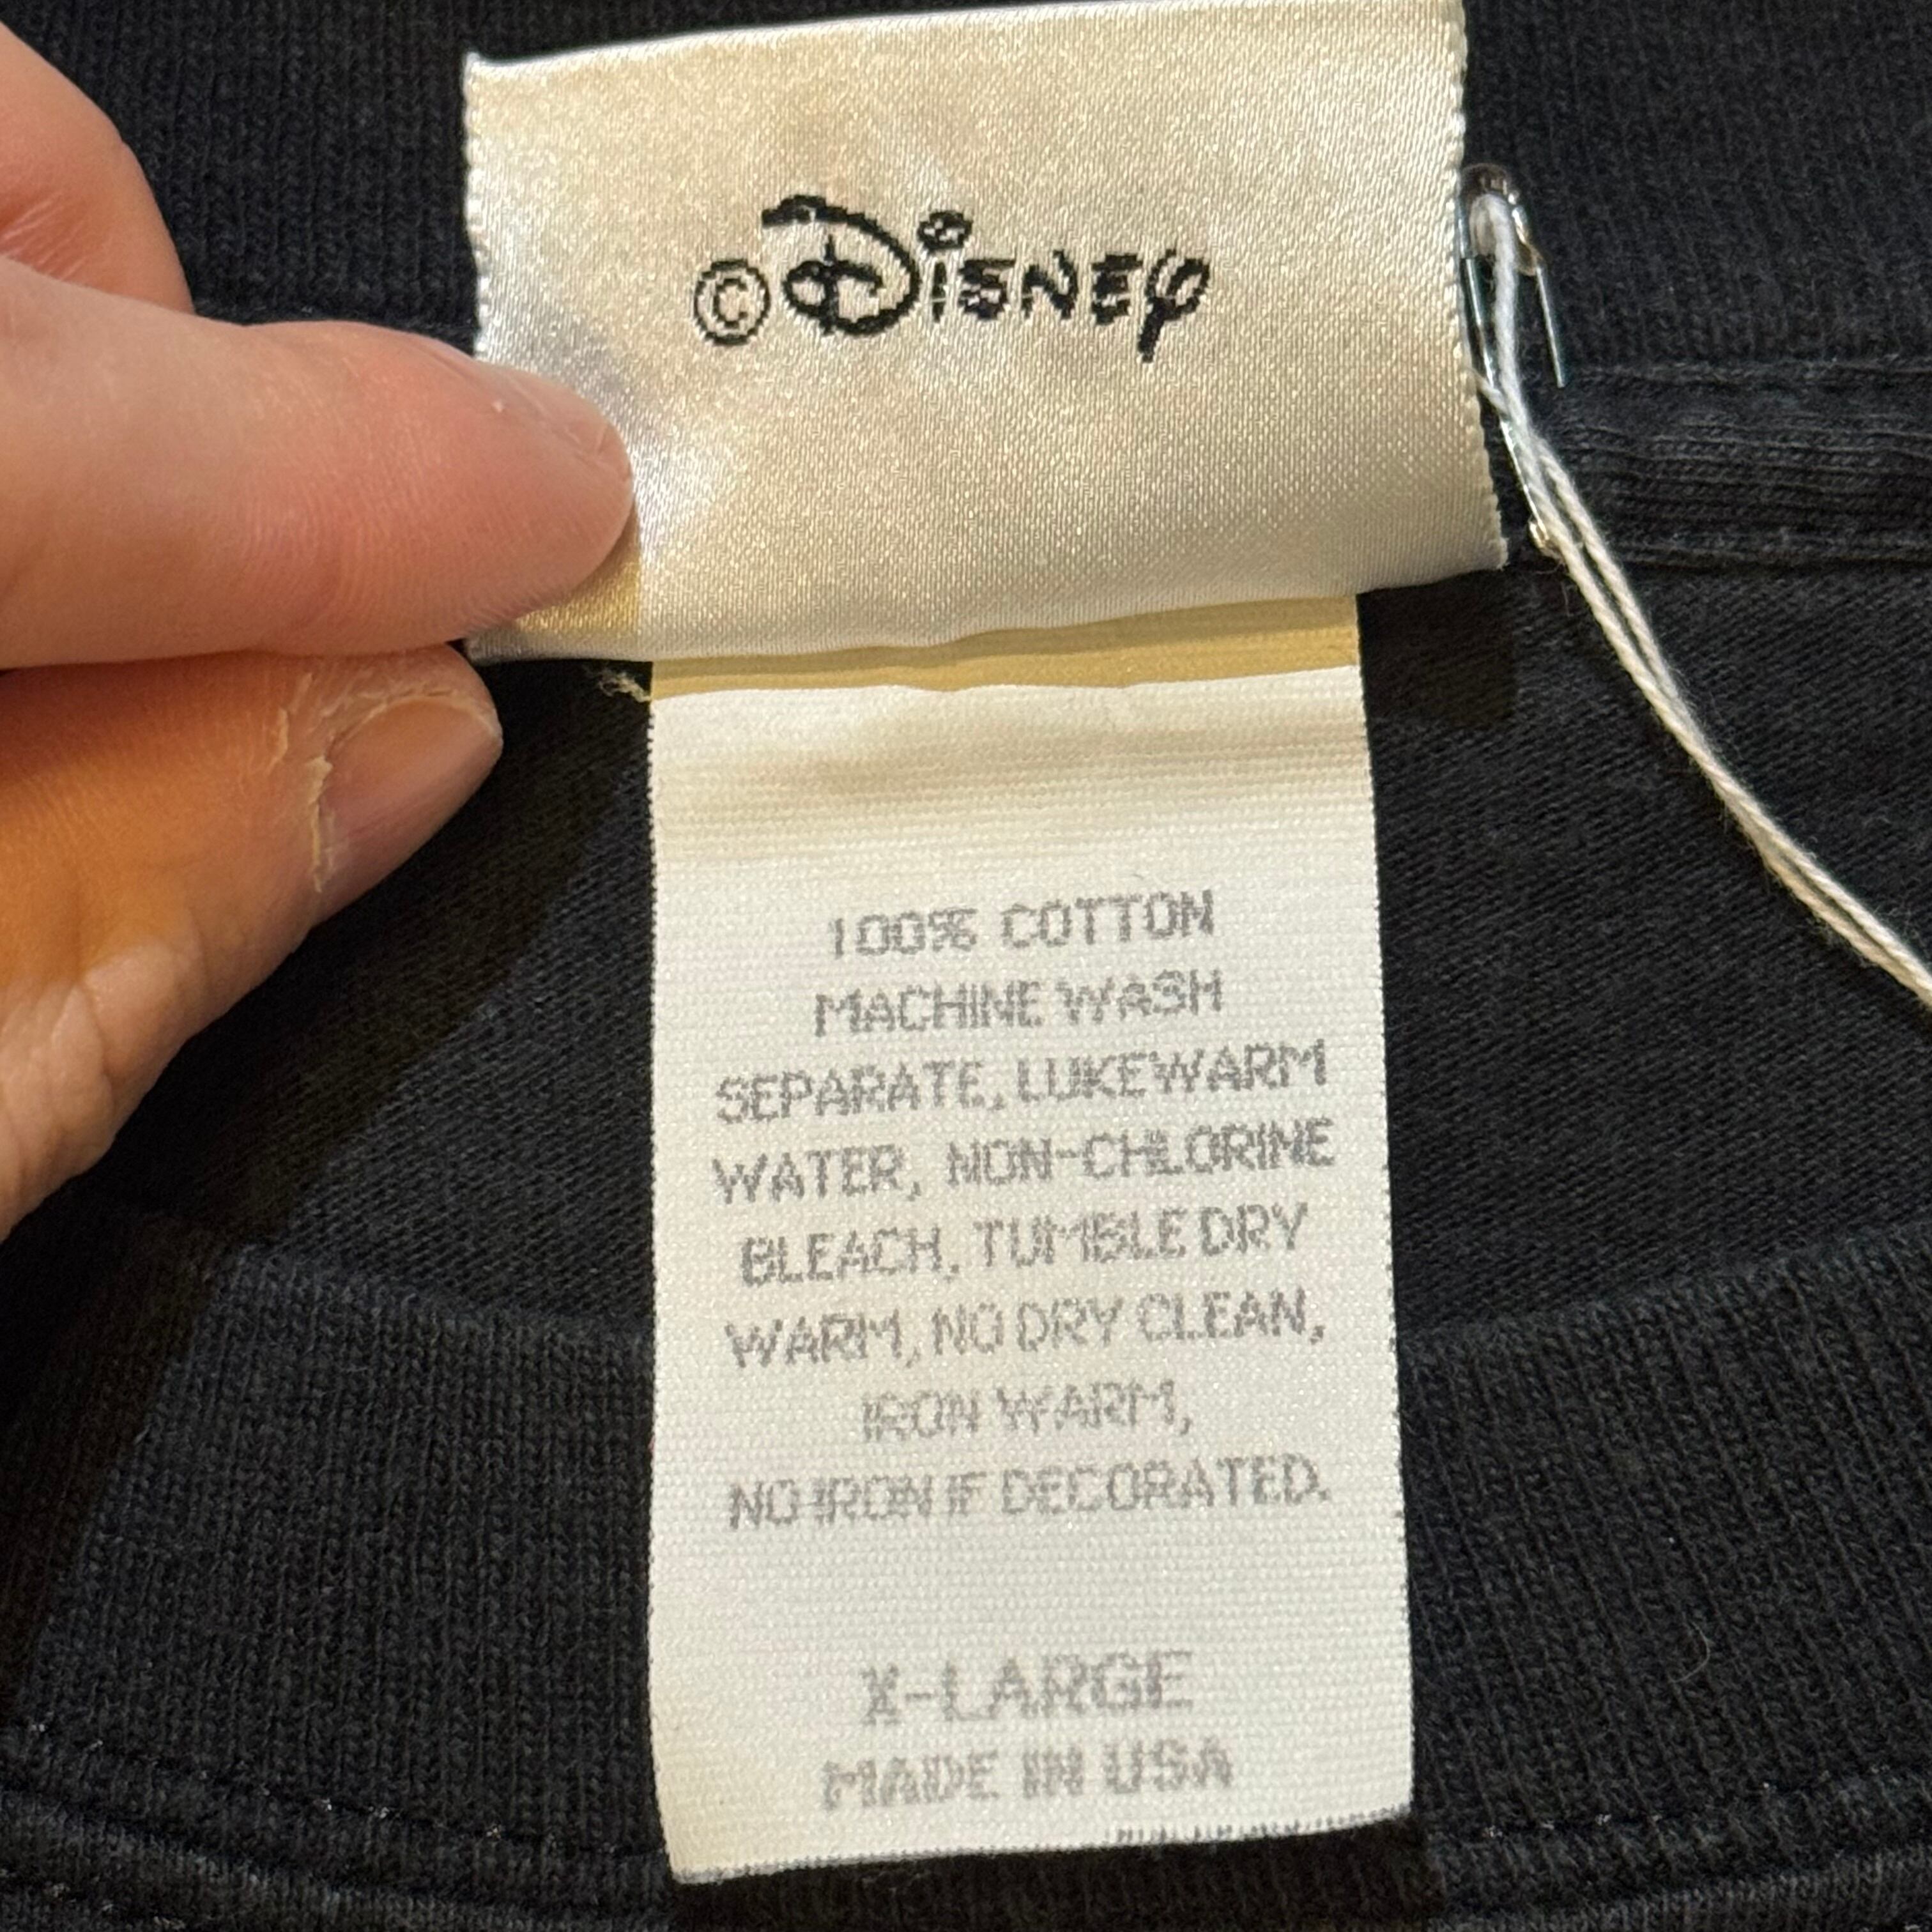 ©Disney
100% COTTON
MACHINE WASH
SEPARATE, LUKEWARM
WATER, NON-CHLORINE
BLEACH, TUMBLE DRY
WARM, NO DRY CLEAN,
IRON WARM,
NO IRON IF DECORATED.
X-LARGE
MADE IN USA